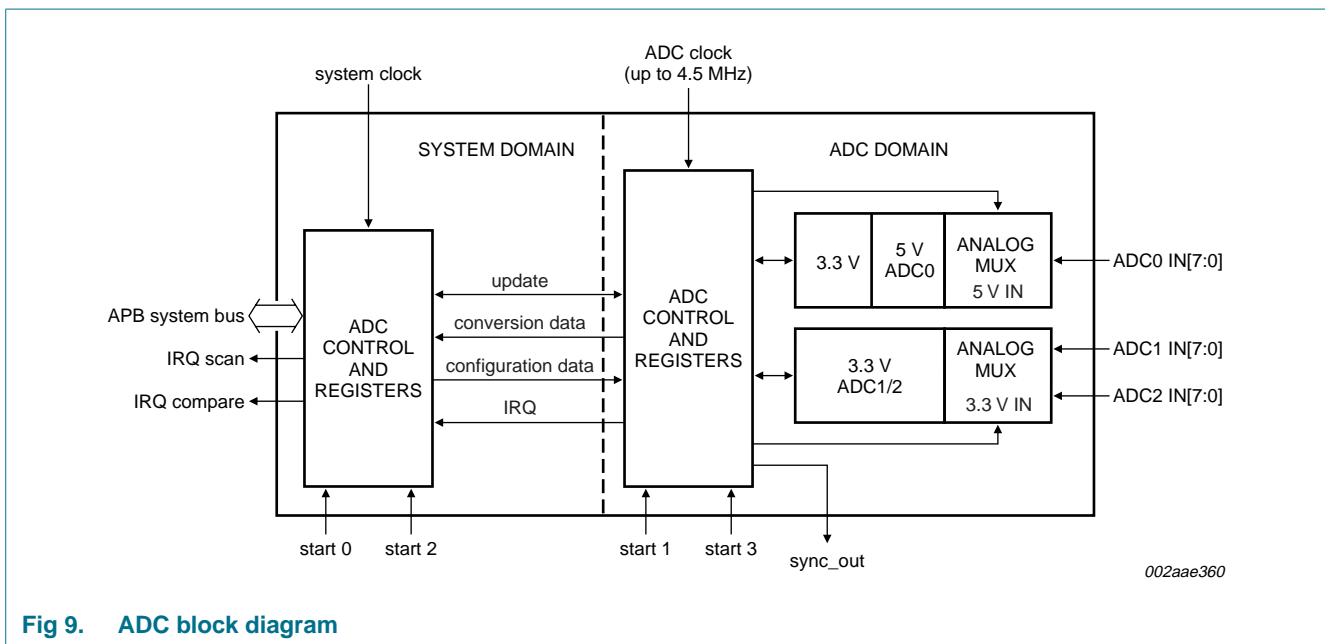 ADC clock
(up to 4.5 MHz)
system clock
SYSTEM DOMAIN
ADC DOMAIN
3.3 V
5 V
ADC0
ANALOG
MUX
5 V IN
ADC0 IN[7:0]
update
conversion data
configuration data
IRQ
APB system bus
IRQ scan
IRQ compare
ADC
CONTROL
AND
REGISTERS
ADC
CONTROL
AND
REGISTERS
3.3 V
ADC1/2
ANALOG
MUX
3.3 V IN
ADC1 IN[7:0]
ADC2 IN[7:0]
start 0
start 2
start 1
start 3
sync_out
002aae360
Fig 9. ADC block diagram